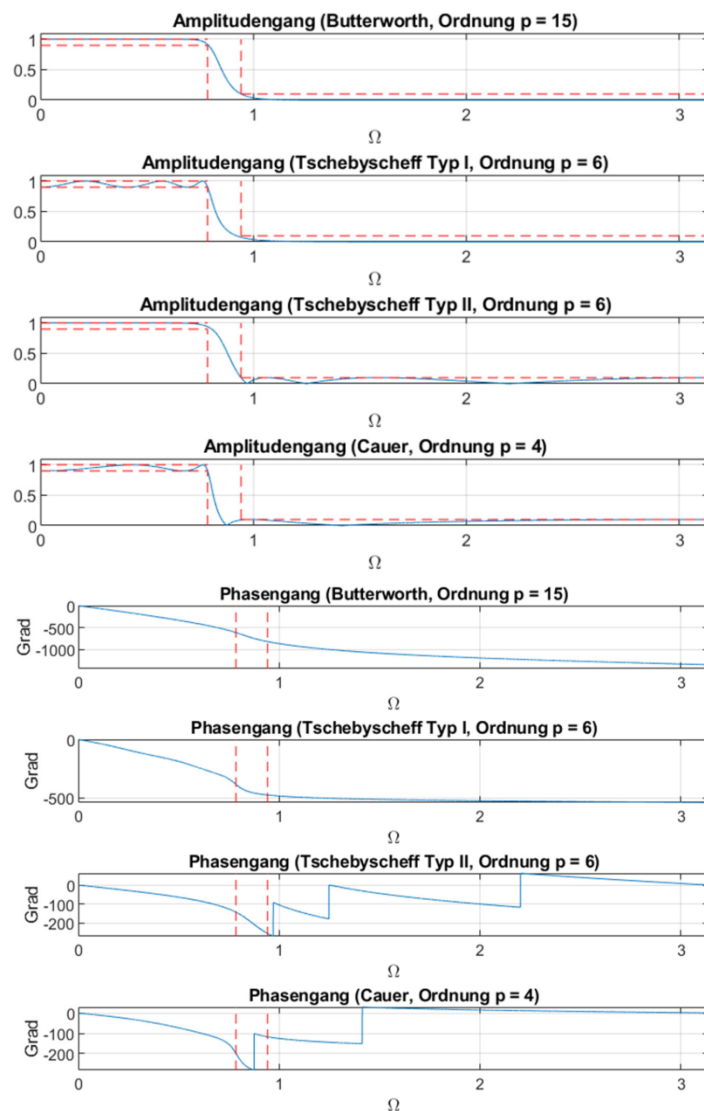 Amplitudengang (Butterworth, Ordnung p = 15)
1
0.5
0
0 1 2 3
Ω
Amplitudengang (Tschebyscheff Typ I, Ordnung p = 6)
1
0.5
0
0 1 2 3
Ω
Amplitudengang (Tschebyscheff Typ II, Ordnung p = 6)
1
0.5
0
0 1 2 3
Ω
Amplitudengang (Cauer, Ordnung p = 4)
1
0.5
0
0 1 2 3
Ω
Phasengang (Butterworth, Ordnung p = 15)
0
-500
-1000
Grad
0 1 2 3
Ω
Phasengang (Tschebyscheff Typ I, Ordnung p = 6)
0
-500
Grad
0 1 2 3
Ω
Phasengang (Tschebyscheff Typ II, Ordnung p = 6)
0
-100
-200
Grad
0 1 2 3
Ω
Phasengang (Cauer, Ordnung p = 4)
0
-100
-200
Grad
0 1 2 3
Ω